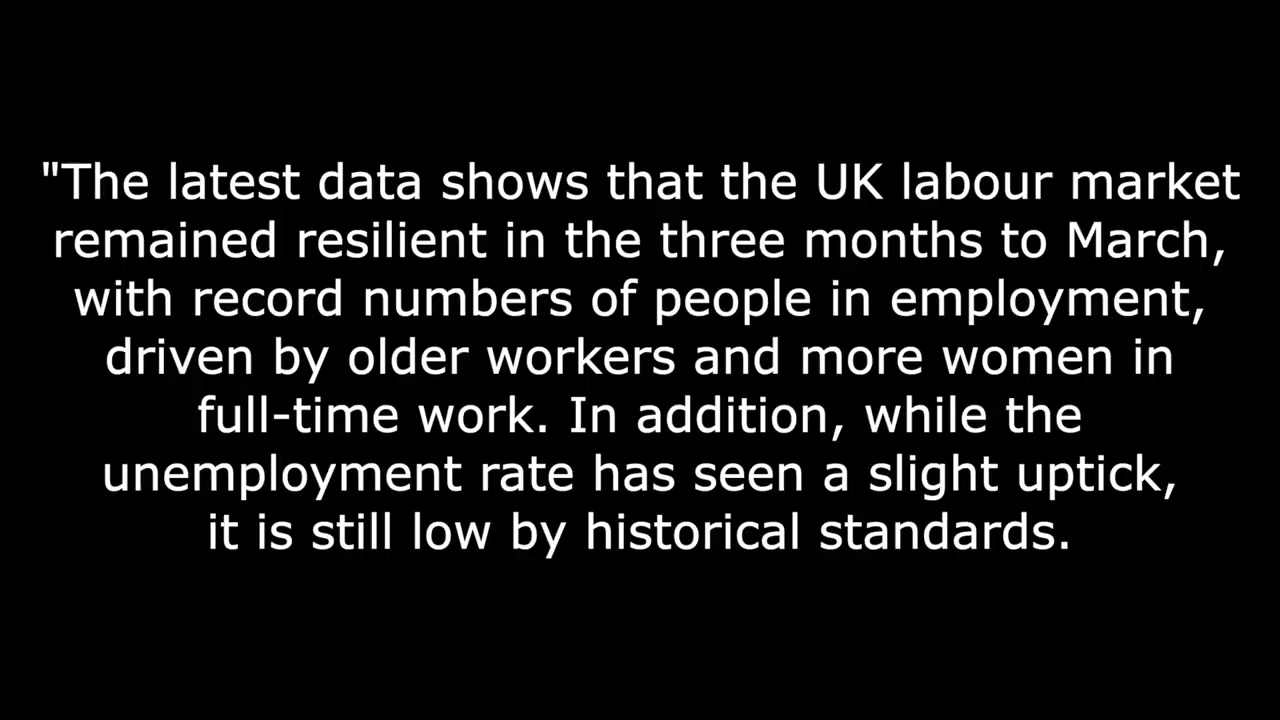 "The latest data shows that the UK labour market
remained resilient in the three months to March,
with record numbers of people in employment,
driven by older workers and more women in
full-time work. In addition, while the
unemployment rate has seen a slight uptick,
it is still low by historical standards.